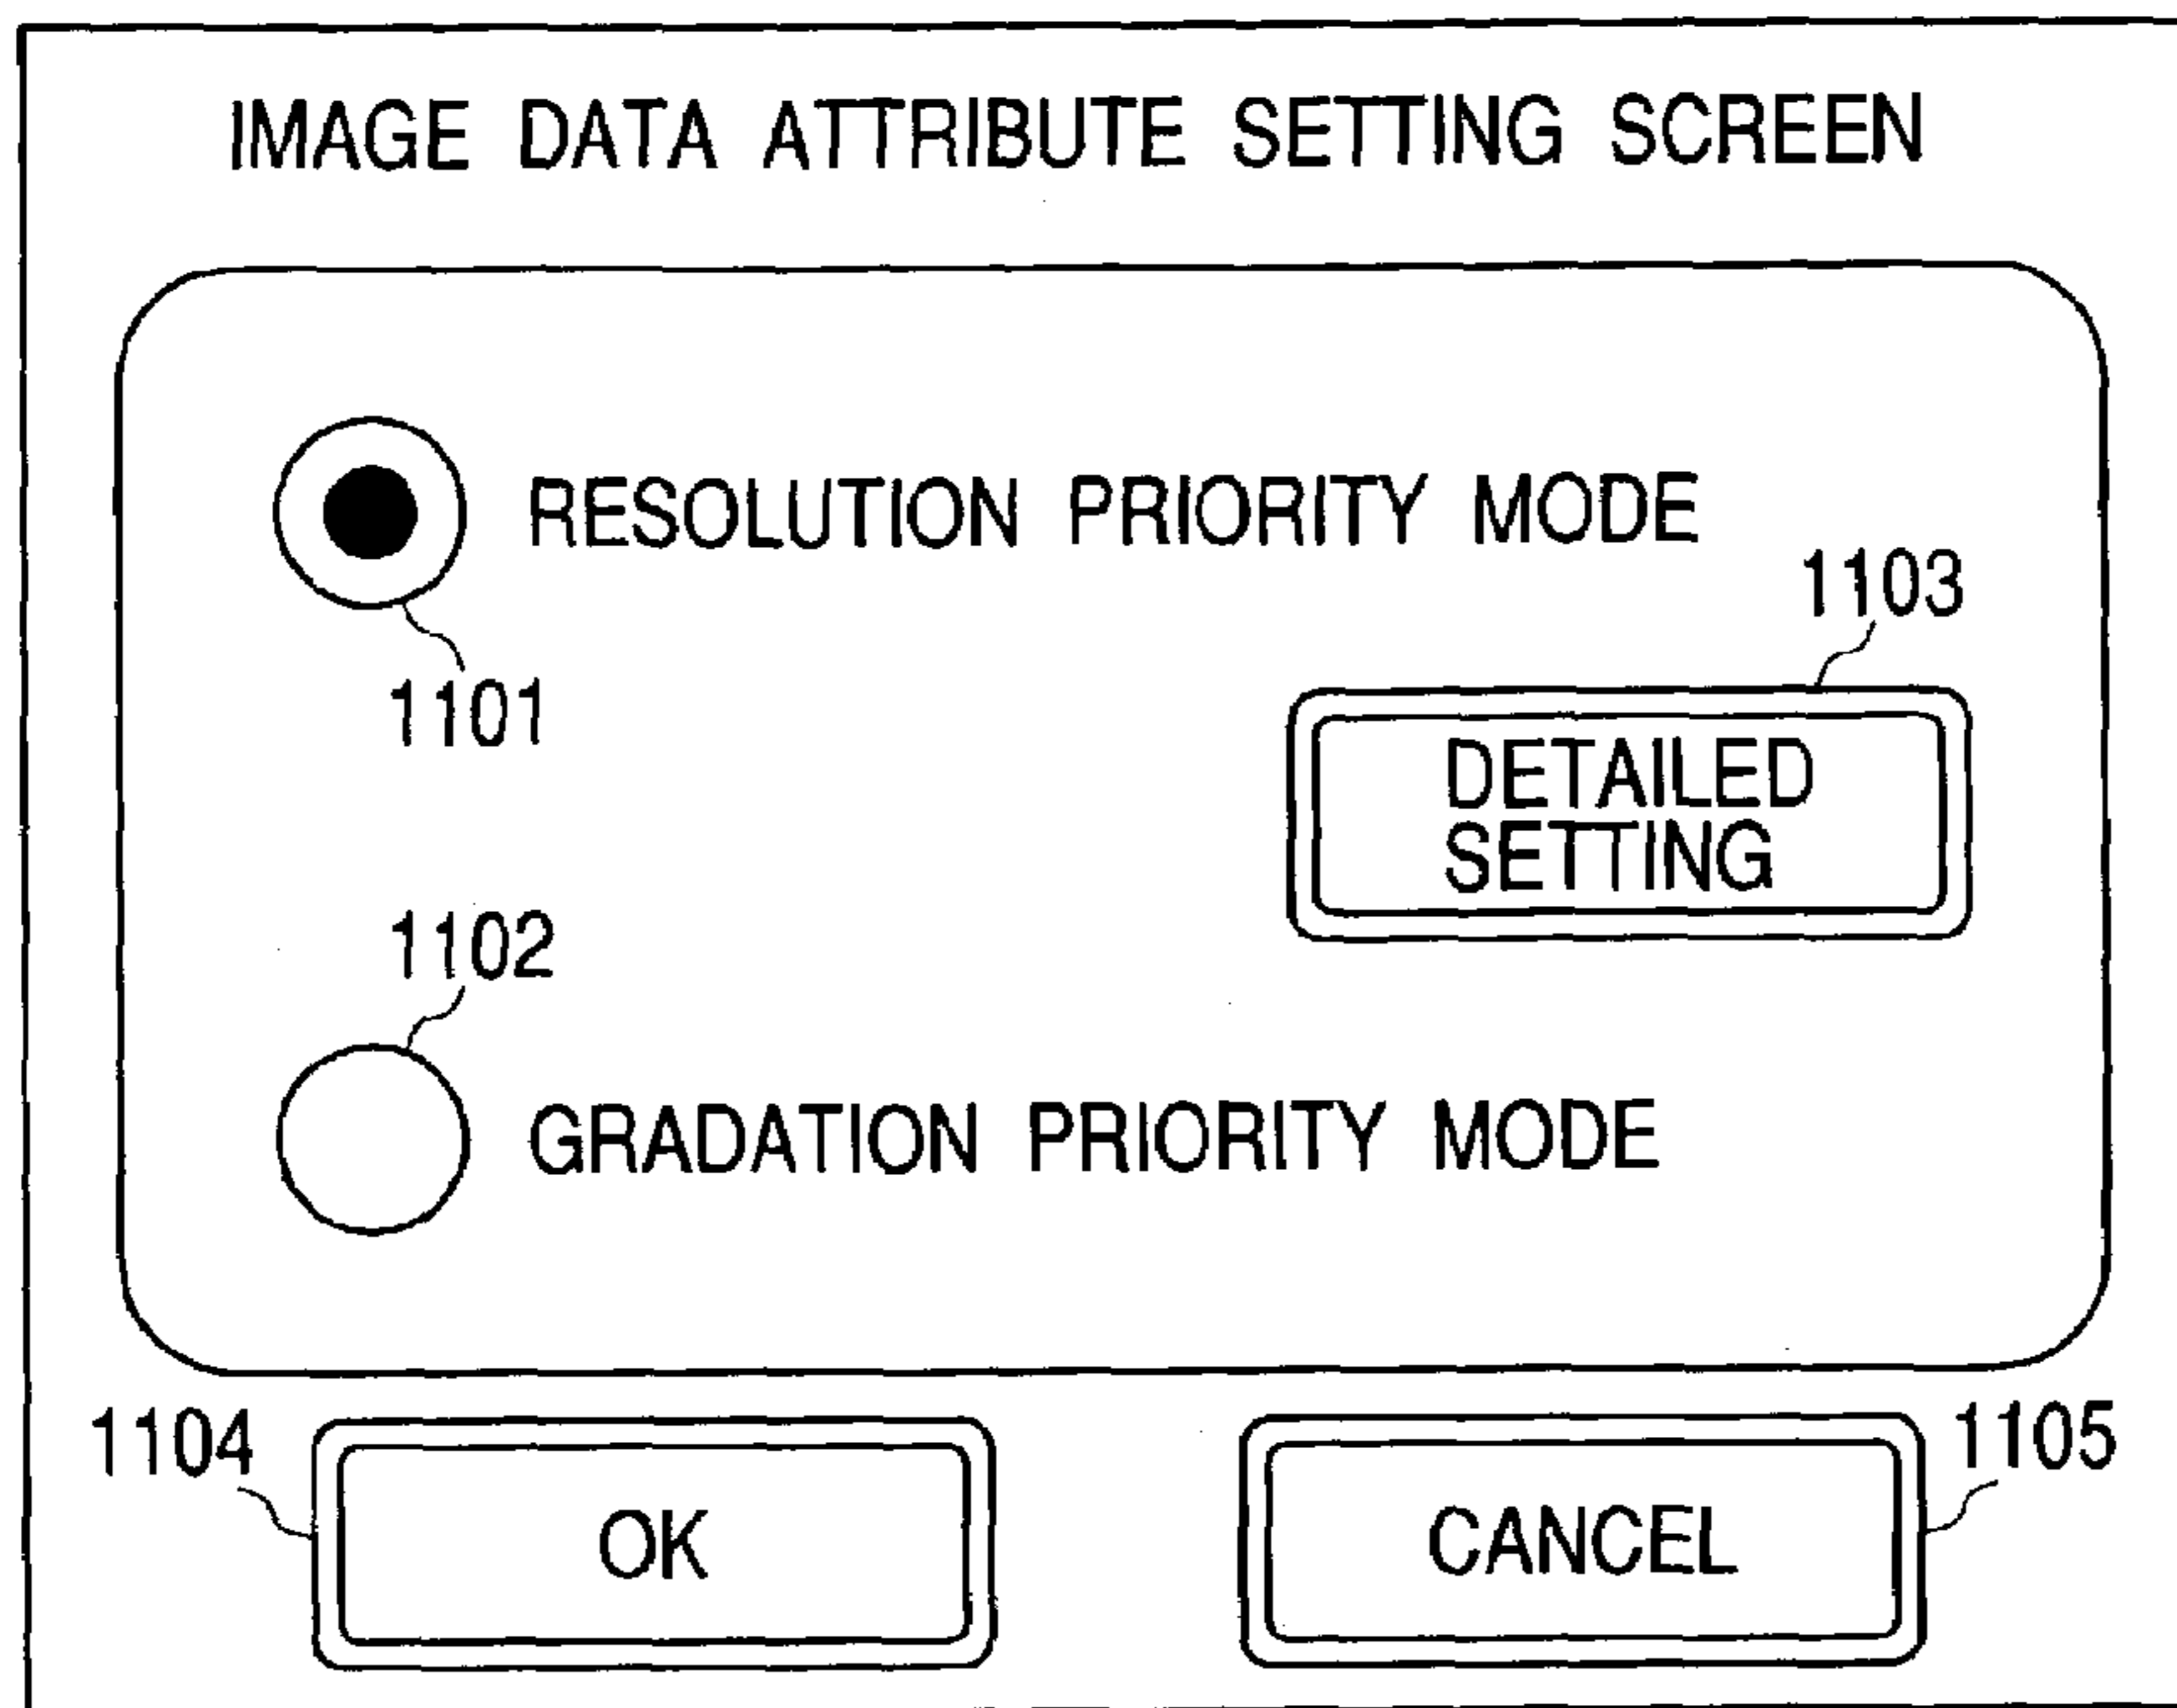 IMAGE DATA ATTRIBUTE SETTING SCREEN
RESOLUTION PRIORITY MODE
1101
1103
DETAILED
SETTING
1102
GRADATION PRIORITY MODE
1104
OK
CANCEL
1105